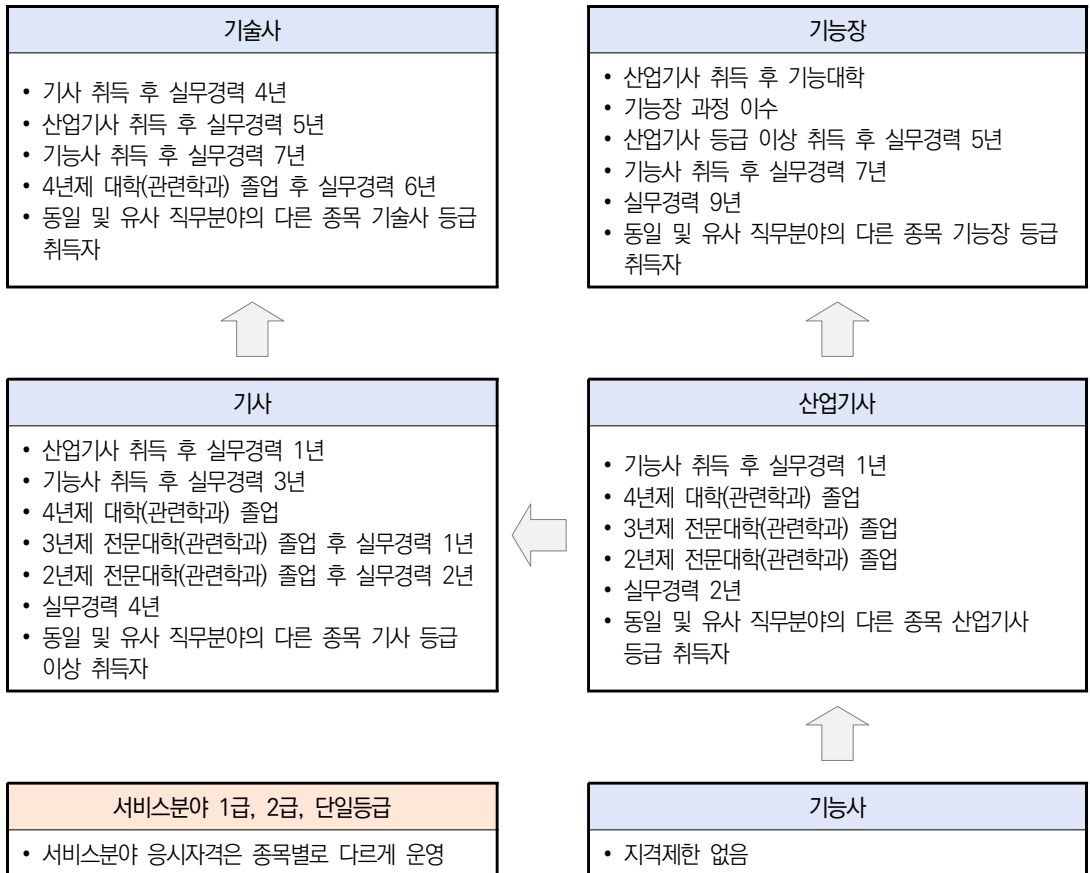 기술사
• 기사 취득 후 실무경력 4년
• 산업기사 취득 후 실무경력 5년
• 기능사 취득 후 실무경력 7년
• 4년제 대학(관련학과) 졸업 후 실무경력 6년
• 동일 및 유사 직무분야의 다른 종목 기술사 등급
취득자
기능장
• 산업기사 취득 후 기능대학
• 기능장 과정 이수
• 산업기사 등급 이상 취득 후 실무경력 5년
• 기능사 취득 후 실무경력 7년
• 실무경력 9년
• 동일 및 유사 직무분야의 다른 종목 기능장 등급
취득자
기사
• 산업기사 취득 후 실무경력 1년
• 기능사 취득 후 실무경력 3년
• 4년제 대학(관련학과) 졸업
• 3년제 전문대학(관련학과) 졸업 후 실무경력 1년
• 2년제 전문대학(관련학과) 졸업 후 실무경력 2년
• 실무경력 4년
• 동일 및 유사 직무분야의 다른 종목 기사 등급
이상 취득자
산업기사
• 기능사 취득 후 실무경력 1년
• 4년제 대학(관련학과) 졸업
• 3년제 전문대학(관련학과) 졸업
• 2년제 전문대학(관련학과) 졸업
• 실무경력 2년
• 동일 및 유사 직무분야의 다른 종목 산업기사
등급 취득자
서비스분야 1급, 2급, 단일등급
• 서비스분야 응시자격은 종목별로 다르게 운영
기능사
• 지격제한 없음